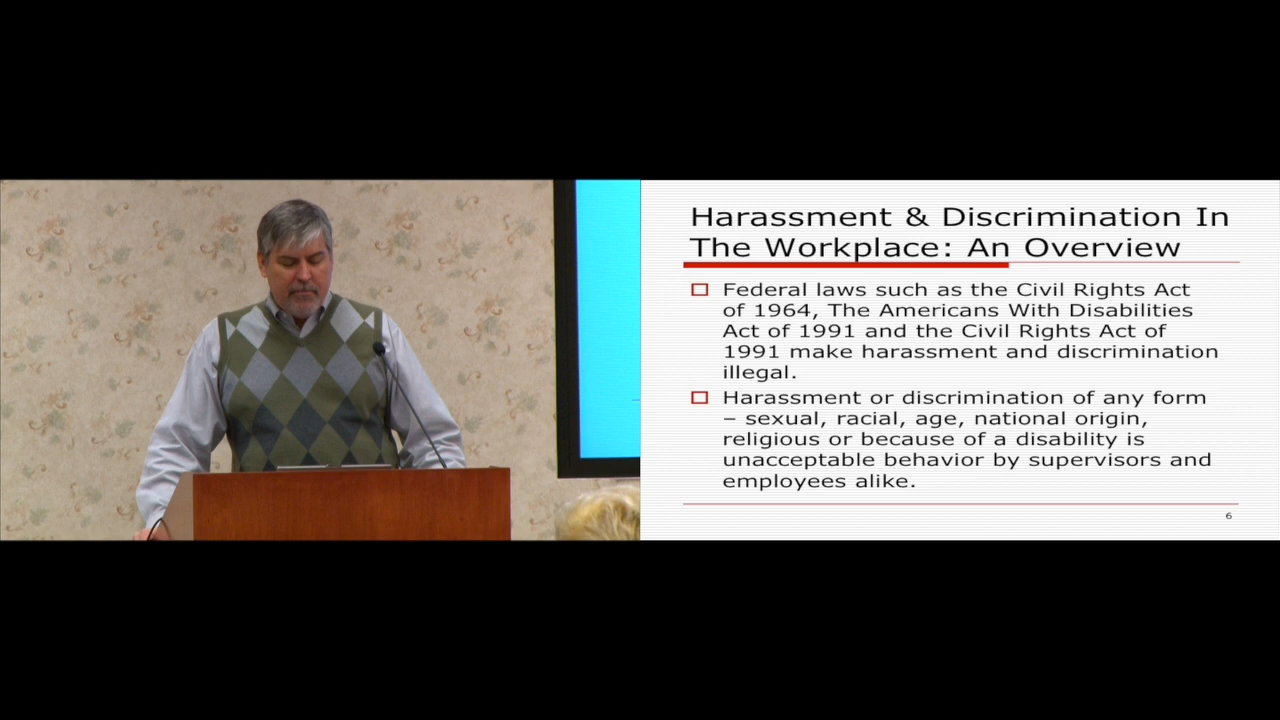 Harassment & Discrimination In
The Workplace: An Overview
Federal laws such as the Civil Rights Act
of 1964, The Americans With Disabilities
Act of 1991 and the Civil Rights Act of
1991 make harassment and discrimination
illegal.
Harassment or discrimination of any form
– sexual, racial, age, national origin,
religious or because of a disability is
unacceptable behavior by supervisors and
employees alike.
6